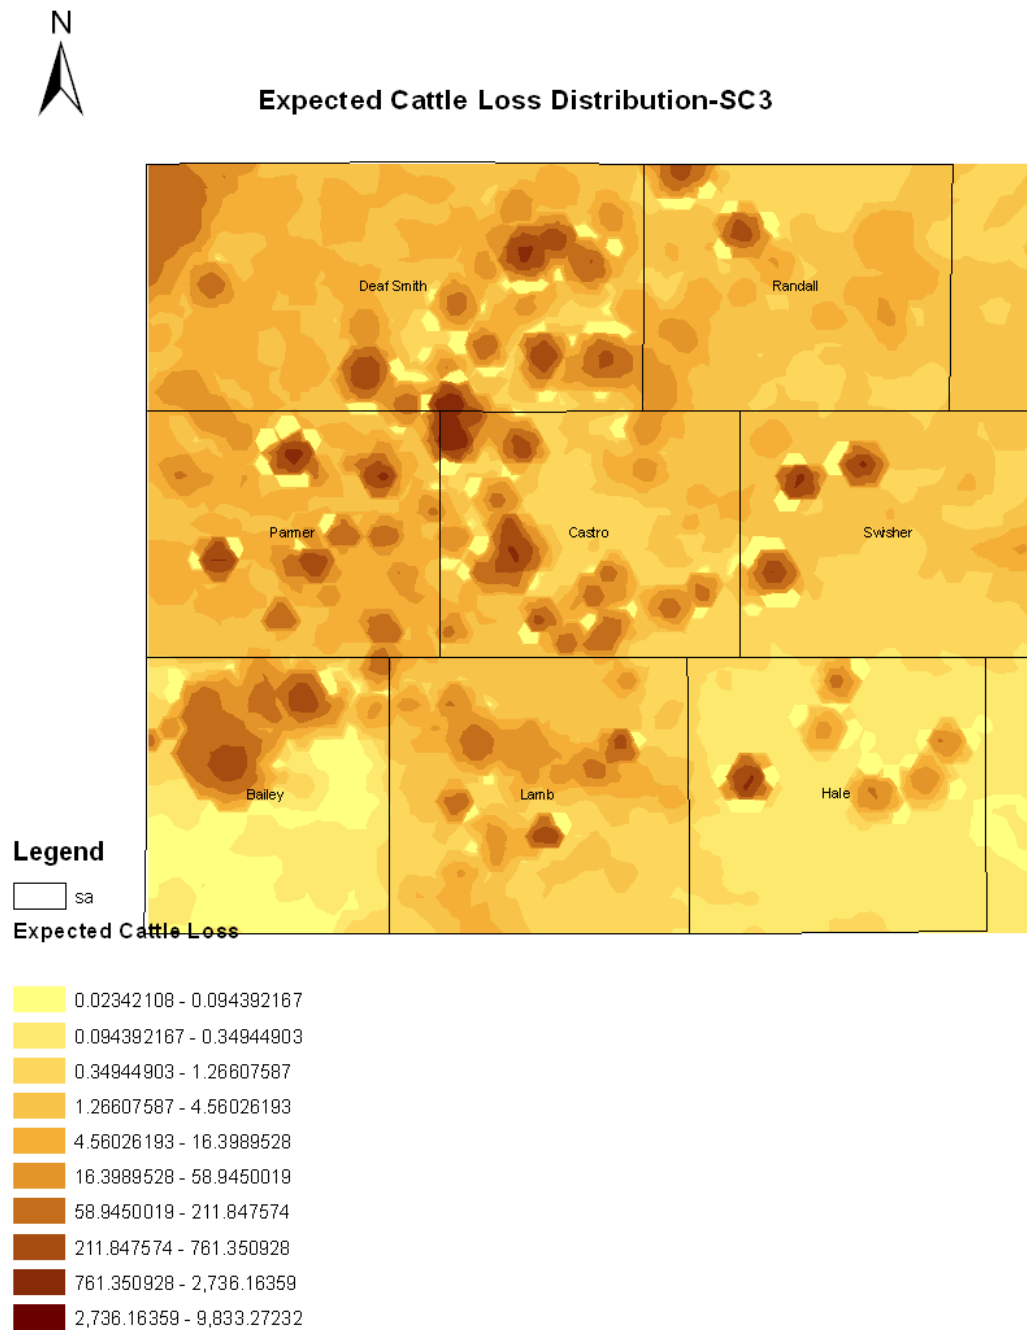 N
Expected Cattle Loss Distribution-SC3
Deaf Smith
Randall
Parmer
Castro
Swisher
Bailey
Lamb
Hale
Legend
sa
Expected Cattle Loss
0.02342108 - 0.094392167
0.094392167 - 0.34944903
0.34944903 - 1.26607587
1.26607587 - 4.56026193
4.56026193 - 16.3989528
16.3989528 - 58.9450019
58.9450019 - 211.847574
211.847574 - 761.350928
761.350928 - 2,736.16359
2,736.16359 - 9,833.27232